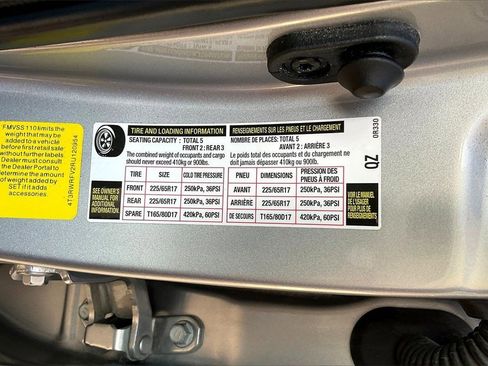 FMVSS 110 limits the
weight that may be
added to a vehicle
before first retail sale
without further labels.
Dealer must consult
the Dealer Portal to
determine the amount
of weight added.
SET if it adds
accessories.
4T3RWRFV2RU120954
TIRE AND LOADING INFORMATION
SEATING CAPACITY : TOTAL 5
FRONT 2 : REAR 3
The combined weight of occupants and cargo
should never exceed 410kg or 900lbs.
RENSEIGNEMENTS SUR LES PNEUS ET LE CHARGEMENT
NOMBRE DE PLACES: TOTAL 5
AVANT 2 : ARRIÈRE 3
Le poids total des occupants et du chargement ne
doit jamais dépasser 410kg ou 900lb.
SEE OWNER'S
MANUAL FOR
ADDITIONAL
INFORMATION
TIRE SIZE COLD TIRE PRESSURE
FRONT 225/65R17 250kPa, 36PSI
REAR 225/65R17 250kPa, 36PSI
SPARE T165/80D17 420kPa, 60PSI
PNEU DIMENSIONS PRESSION DES PNEUS À FROID
AVANT 225/65R17 250kPa, 36PSI
ARRIÈRE 225/65R17 250kPa, 36PSI
DE SECOURS T165/80D17 420kPa, 60PSI
VOIR LE MANUEL
DE L'USAGER
POUR PLUS DE
RENSEIGNEMENTS
0R330
QZ